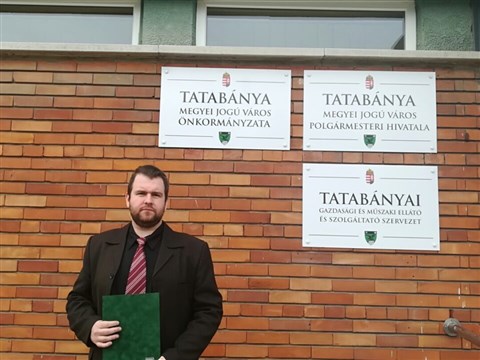 TATABÁNYA
MEGYEI JOGÚ VÁROS
ÖNKORMÁNYZATA
TATABÁNYA
MEGYEI JOGÚ VÁROS
POLGÁRMESTERI HIVATALA
TATABÁNYAI
GAZDASÁGI ÉS MŰSZAKI ELLÁTÓ
ÉS SZOLGÁLTATÓ SZERVEZET